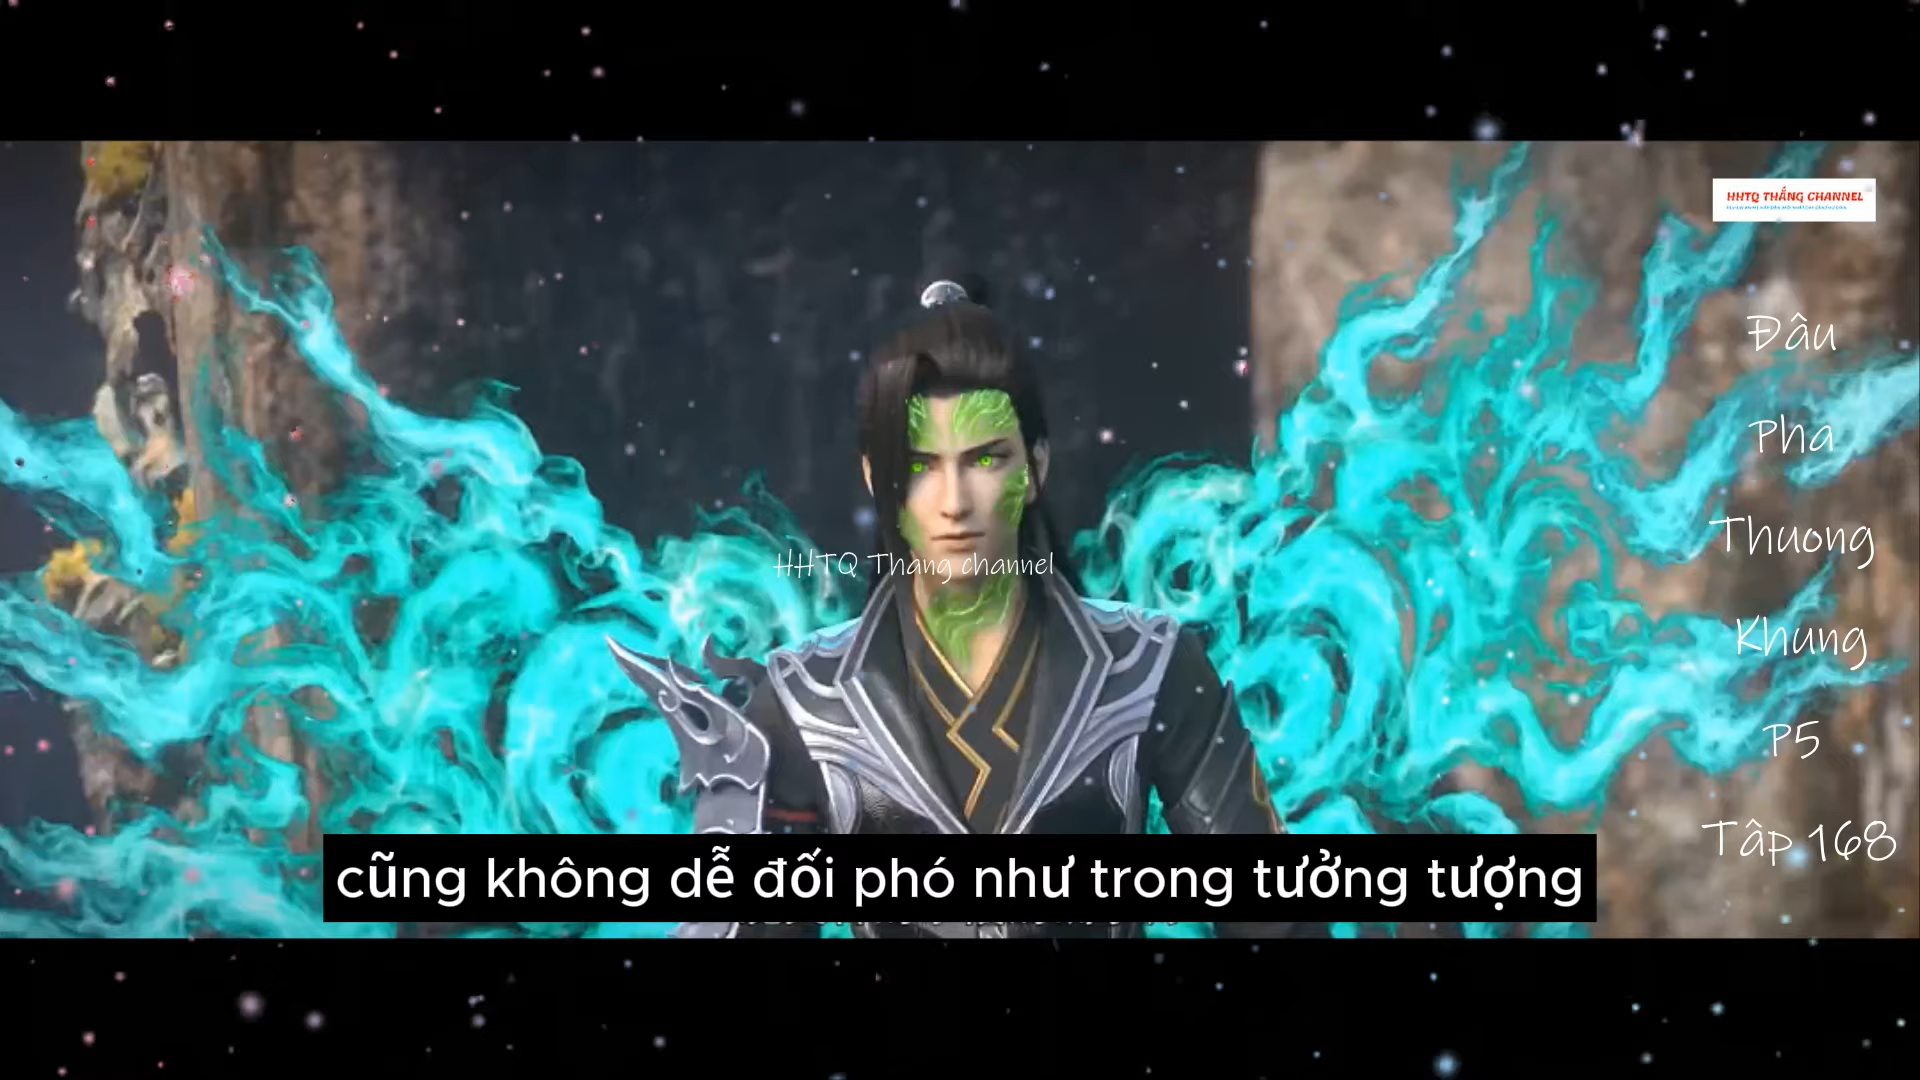 HHTQ THẮNG CHANNEL
Đâu
Pha
Thuong
Khung
P5
Tâp 168
HHTQ Thang channel
cũng không dễ đối phó như trong tưởng tượng